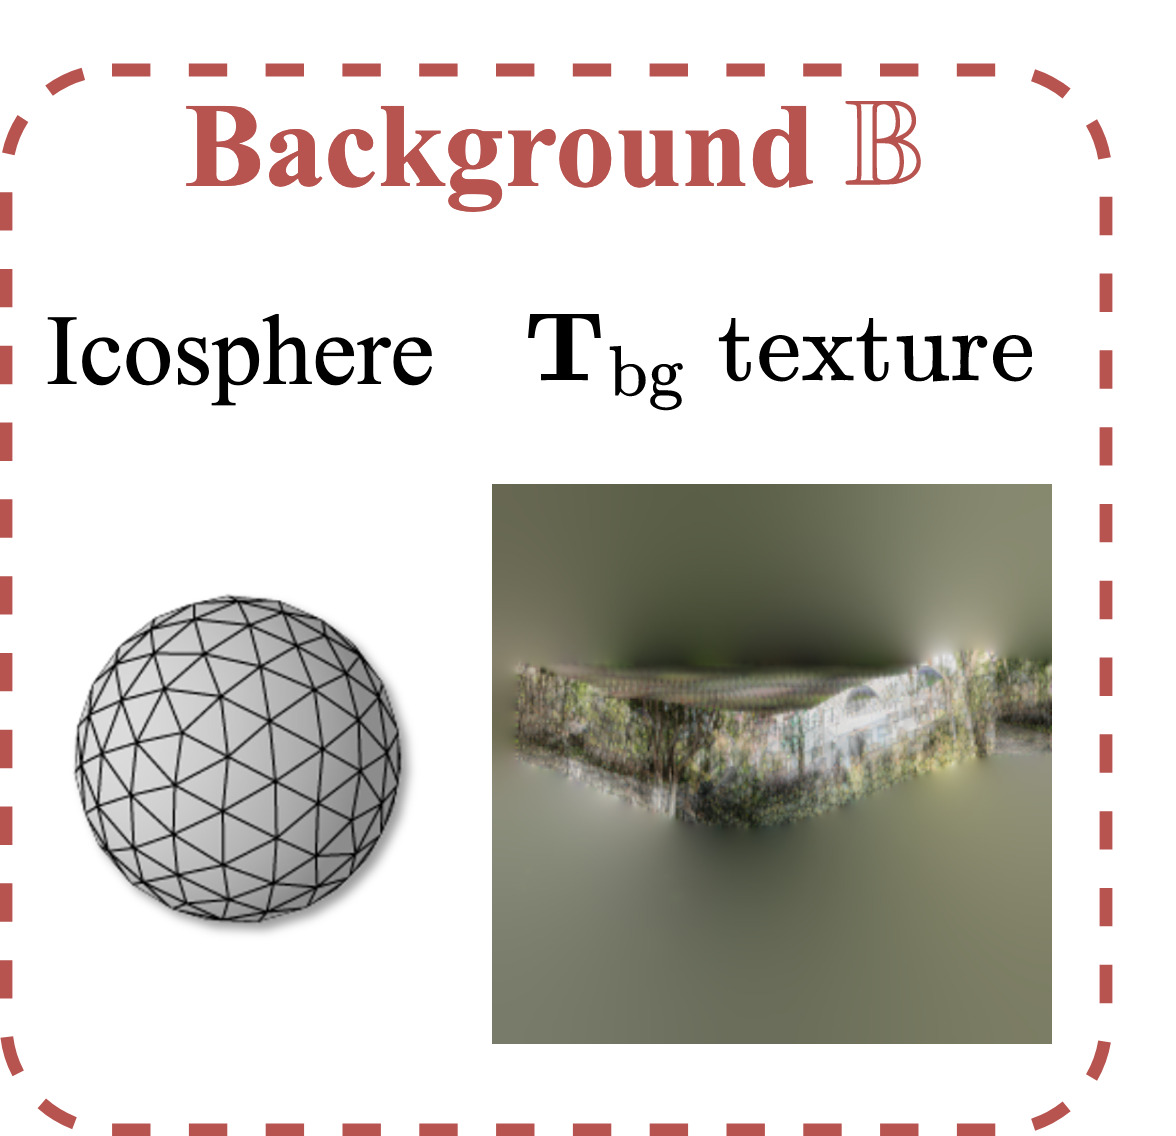 Background 𝔹
Icosphere
T_bg texture